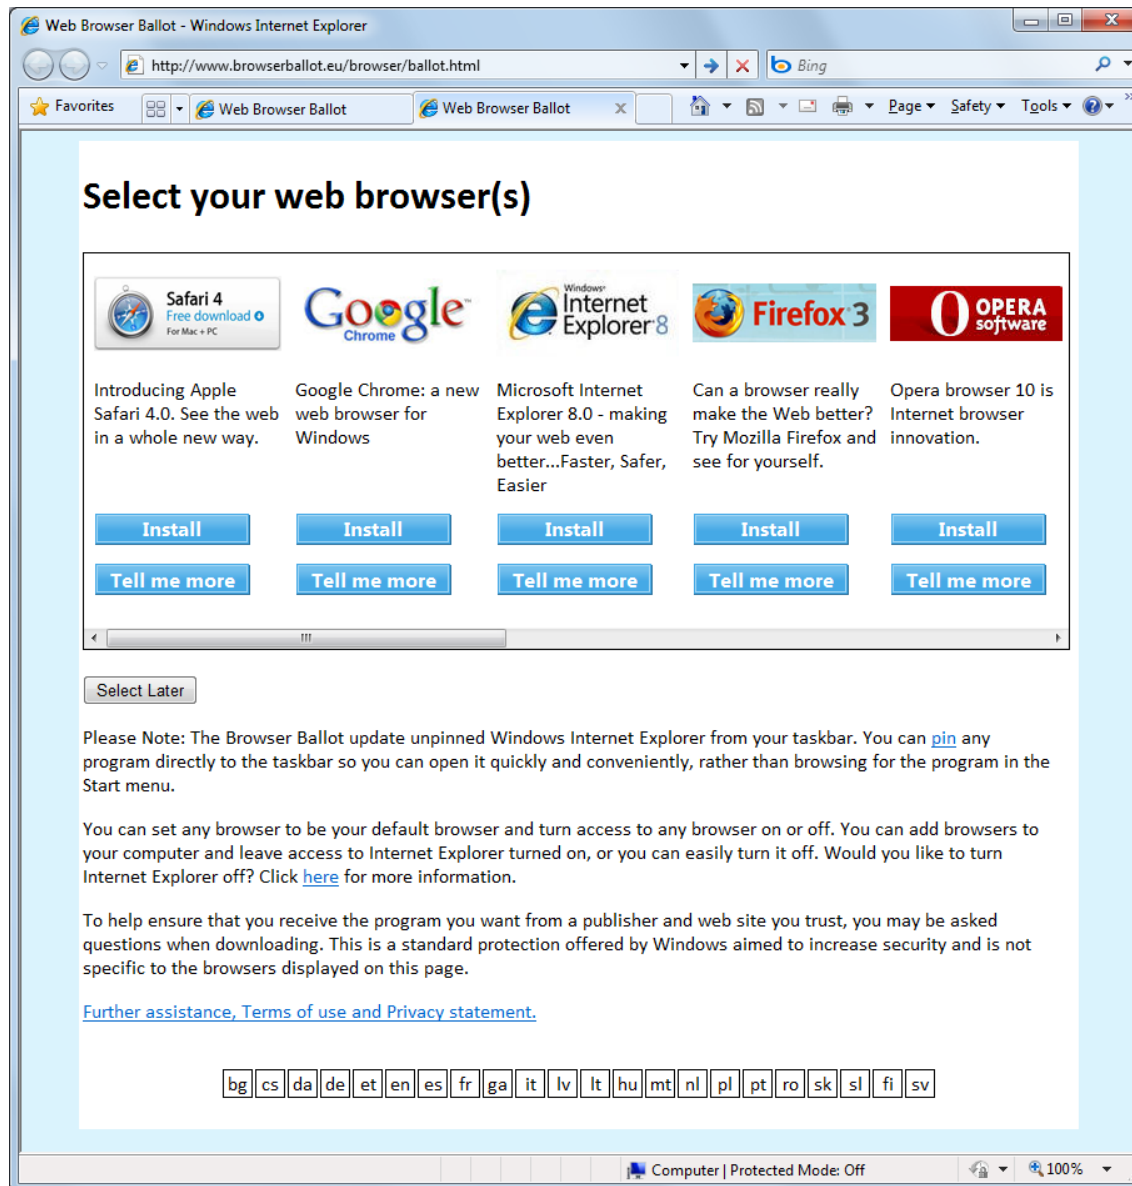 Web Browser Ballot - Windows Internet Explorer
http://www.browserballot.eu/browser/ballot.html
Bing
Favorites
Web Browser Ballot
Web Browser Ballot
Page
Safety
Tools
Select your web browser(s)
Safari 4
Free download
For Mac + PC
Google™
Chrome
Windows®
Internet
Explorer 8
Firefox 3
OPERA
software
Introducing Apple
Safari 4.0. See the web
in a whole new way.
Google Chrome: a new
web browser for
Windows
Microsoft Internet
Explorer 8.0 - making
your web even
better...Faster, Safer,
Easier
Can a browser really
make the Web better?
Try Mozilla Firefox and
see for yourself.
Opera browser 10 is
Internet browser
innovation.
Install
Install
Install
Install
Install
Tell me more
Tell me more
Tell me more
Tell me more
Tell me more
Select Later
Please Note: The Browser Ballot update unpinned Windows Internet Explorer from your taskbar. You can pin any
program directly to the taskbar so you can open it quickly and conveniently, rather than browsing for the program in the
Start menu.
You can set any browser to be your default browser and turn access to any browser on or off. You can add browsers to
your computer and leave access to Internet Explorer turned on, or you can easily turn it off. Would you like to turn
Internet Explorer off? Click here for more information.
To help ensure that you receive the program you want from a publisher and web site you trust, you may be asked
questions when downloading. This is a standard protection offered by Windows aimed to increase security and is not
specific to the browsers displayed on this page.
Further assistance, Terms of use and Privacy statement.
bg cs da de et en es fr ga it lv lt hu mt nl pl pt ro sk sl fi sv
Computer | Protected Mode: Off
100%